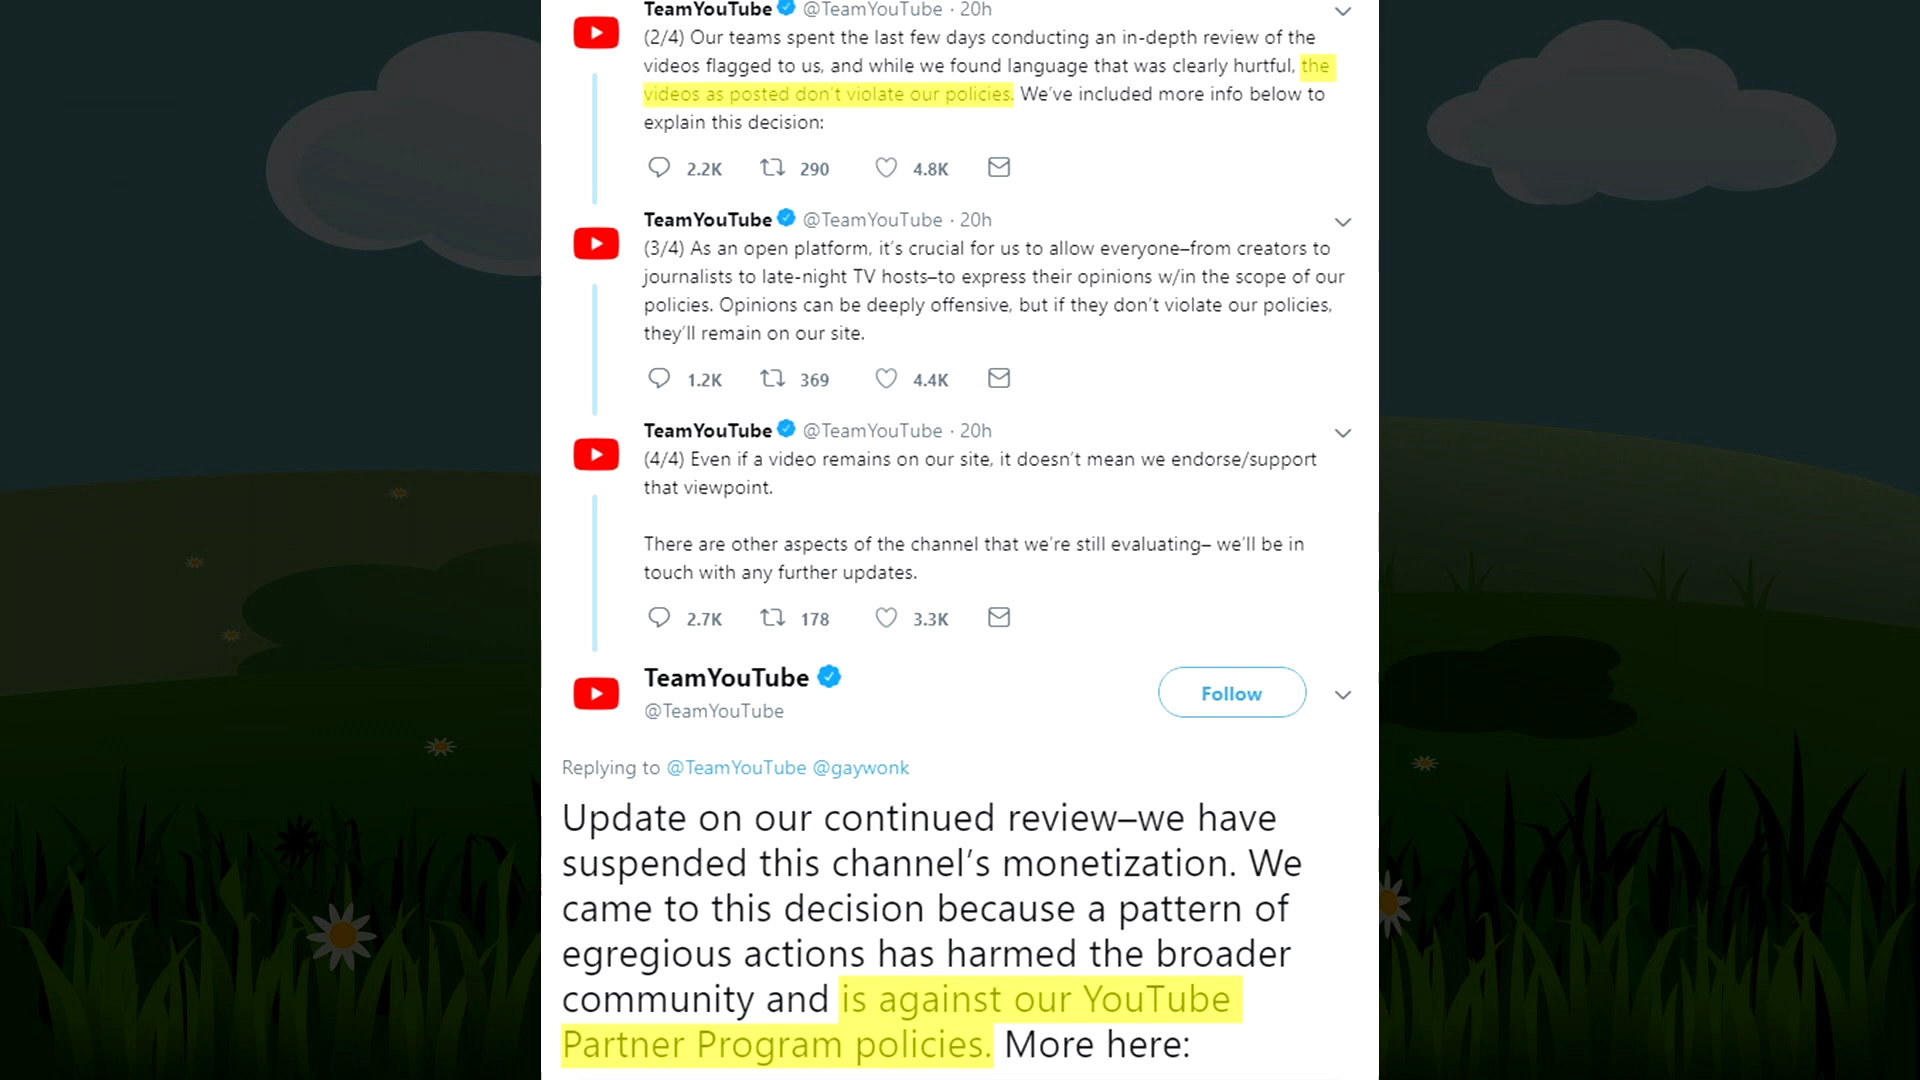 TeamYouTube @TeamYouTube · 20h
(2/4) Our teams spent the last few days conducting an in-depth review of the
videos flagged to us, and while we found language that was clearly hurtful, the
videos as posted don't violate our policies. We've included more info below to
explain this decision:
2.2K 290 4.8K
TeamYouTube @TeamYouTube · 20h
(3/4) As an open platform, it's crucial for us to allow everyone–from creators to
journalists to late-night TV hosts–to express their opinions w/in the scope of our
policies. Opinions can be deeply offensive, but if they don't violate our policies,
they'll remain on our site.
1.2K 369 4.4K
TeamYouTube @TeamYouTube · 20h
(4/4) Even if a video remains on our site, it doesn't mean we endorse/support
that viewpoint.
There are other aspects of the channel that we're still evaluating– we'll be in
touch with any further updates.
2.7K 178 3.3K
TeamYouTube
Follow
@TeamYouTube
Replying to @TeamYouTube @gaywonk
Update on our continued review–we have
suspended this channel's monetization. We
came to this decision because a pattern of
egregious actions has harmed the broader
community and is against our YouTube
Partner Program policies. More here: